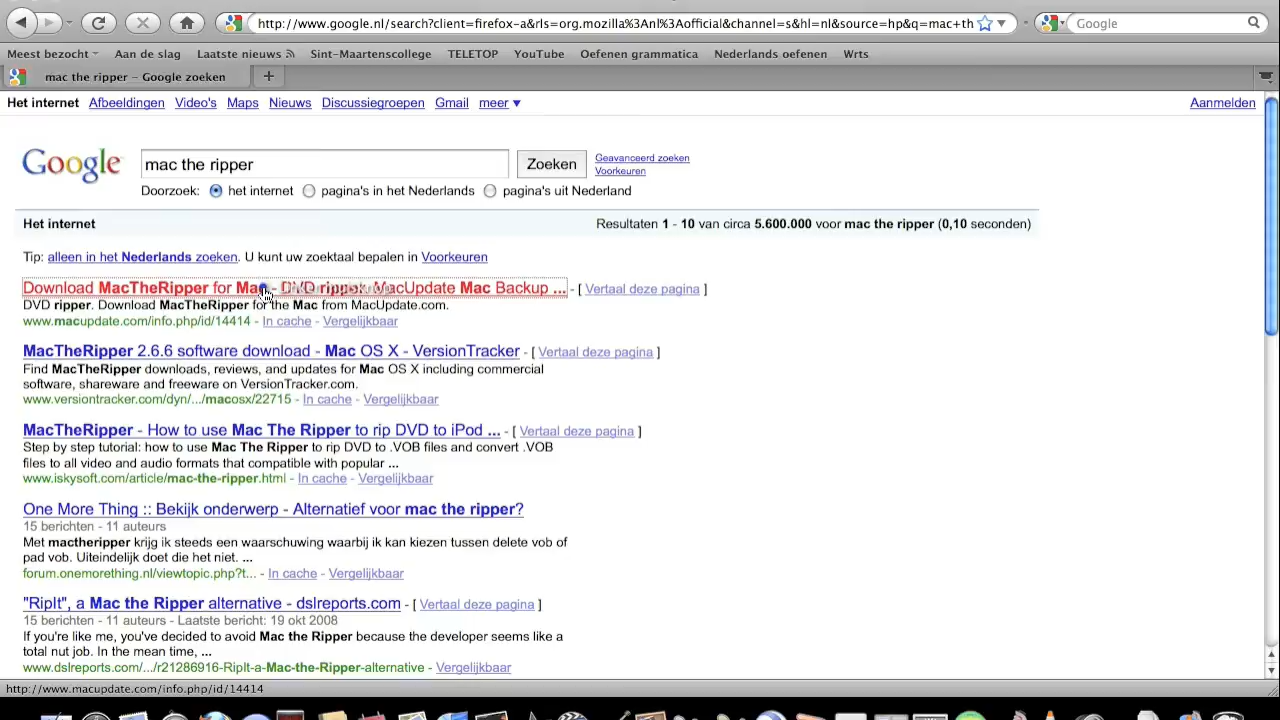 http://www.google.nl/search?client=firefox-a&rls=org.mozilla%3Anl%3Aofficial&channel=s&hl=nl&source=hp&q=mac+th
Google
Meest bezocht Aan de slag Laatste nieuws Sint-Maartenscollege TELETOP YouTube Oefenen grammatica Nederlands oefenen Wrts
mac the ripper – Google zoeken
Het internet Afbeeldingen Video's Maps Nieuws Discussiegroepen Gmail meer ▼ Aanmelden
Google mac the ripper Zoeken Geavanceerd zoeken
Voorkeuren
Doorzoek: het internet pagina's in het Nederlands pagina's uit Nederland
Het internet Resultaten 1 - 10 van circa 5.600.000 voor mac the ripper (0,10 seconden)
Tip: alleen in het Nederlands zoeken. U kunt uw zoektaal bepalen in Voorkeuren
Download MacTheRipper for Mac - DVD ripper. MacUpdate Mac Backup ... - [ Vertaal deze pagina ]
DVD ripper. Download MacTheRipper for the Mac from MacUpdate.com.
www.macupdate.com/info.php/id/14414 - In cache - Vergelijkbaar
MacTheRipper 2.6.6 software download - Mac OS X - VersionTracker - [ Vertaal deze pagina ]
Find MacTheRipper downloads, reviews, and updates for Mac OS X including commercial
software, shareware and freeware on VersionTracker.com.
www.versiontracker.com/dyn/.../macosx/22715 - In cache - Vergelijkbaar
MacTheRipper - How to use Mac The Ripper to rip DVD to iPod ... - [ Vertaal deze pagina ]
Step by step tutorial: how to use Mac The Ripper to rip DVD to .VOB files and convert .VOB
files to all video and audio formats that compatible with popular ...
www.iskysoft.com/article/mac-the-ripper.html - In cache - Vergelijkbaar
One More Thing :: Bekijk onderwerp - Alternatief voor mac the ripper?
15 berichten - 11 auteurs
Met mactheripper krijg ik steeds een waarschuwing waarbij ik kan kiezen tussen delete vob of
pad vob. Uiteindelijk doet die het niet. ...
forum.onemorething.nl/viewtopic.php?t... - In cache - Vergelijkbaar
"RipIt", a Mac the Ripper alternative - dslreports.com - [ Vertaal deze pagina ]
15 berichten - 11 auteurs - Laatste bericht: 19 okt 2008
If you're like me, you've decided to avoid Mac the Ripper because the developer seems like a
total nut job. In the mean time, ...
www.dslreports.com/.../r21286916-RipIt-a-Mac-the-Ripper-alternative - Vergelijkbaar
http://www.macupdate.com/info.php/id/14414